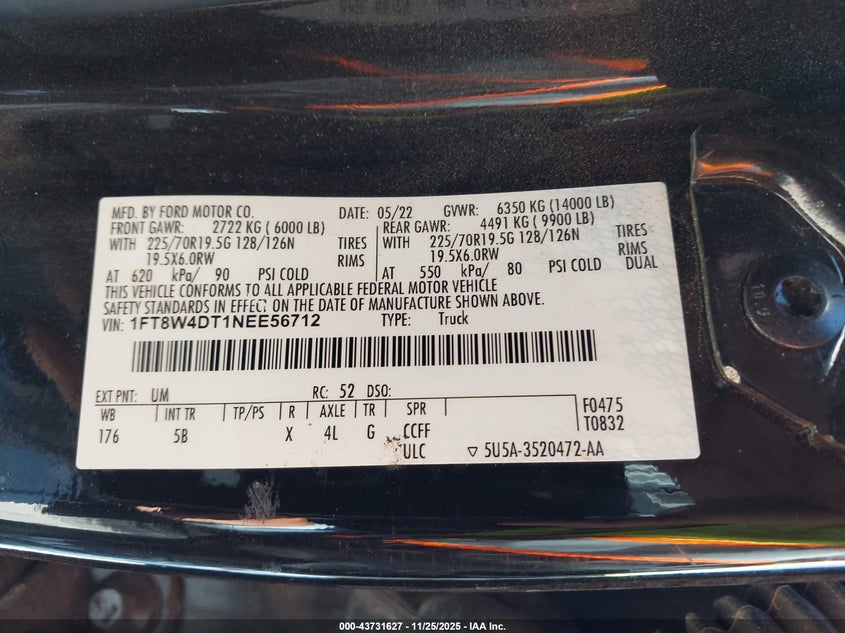 MFD. BY FORD MOTOR CO. DATE: 05/22 GVWR: 6350 KG (14000 LB)
FRONT GAWR: 2722 KG ( 6000 LB) REAR GAWR: 4491 KG ( 9900 LB)
WITH 225/70R19.5G 128/126N TIRES WITH 225/70R19.5G 128/126N TIRES
19.5X6.0RW RIMS 19.5X6.0RW RIMS
AT 620 kPa/ 90 PSI COLD AT 550 kPa/ 80 PSI COLD DUAL
THIS VEHICLE CONFORMS TO ALL APPLICABLE FEDERAL MOTOR VEHICLE
SAFETY STANDARDS IN EFFECT ON THE DATE OF MANUFACTURE SHOWN ABOVE.
VIN: 1FT8W4DT1NEE56712 TYPE: Truck
EXT PNT: UM RC: 52 DSO:
WB INT TR TP/PS R AXLE TR SPR F0475
176 5B X 4L G CCFF T0832
ULC 5U5A-3520472-AA
000-43731627 - 11/25/2025 - © IAA Inc.